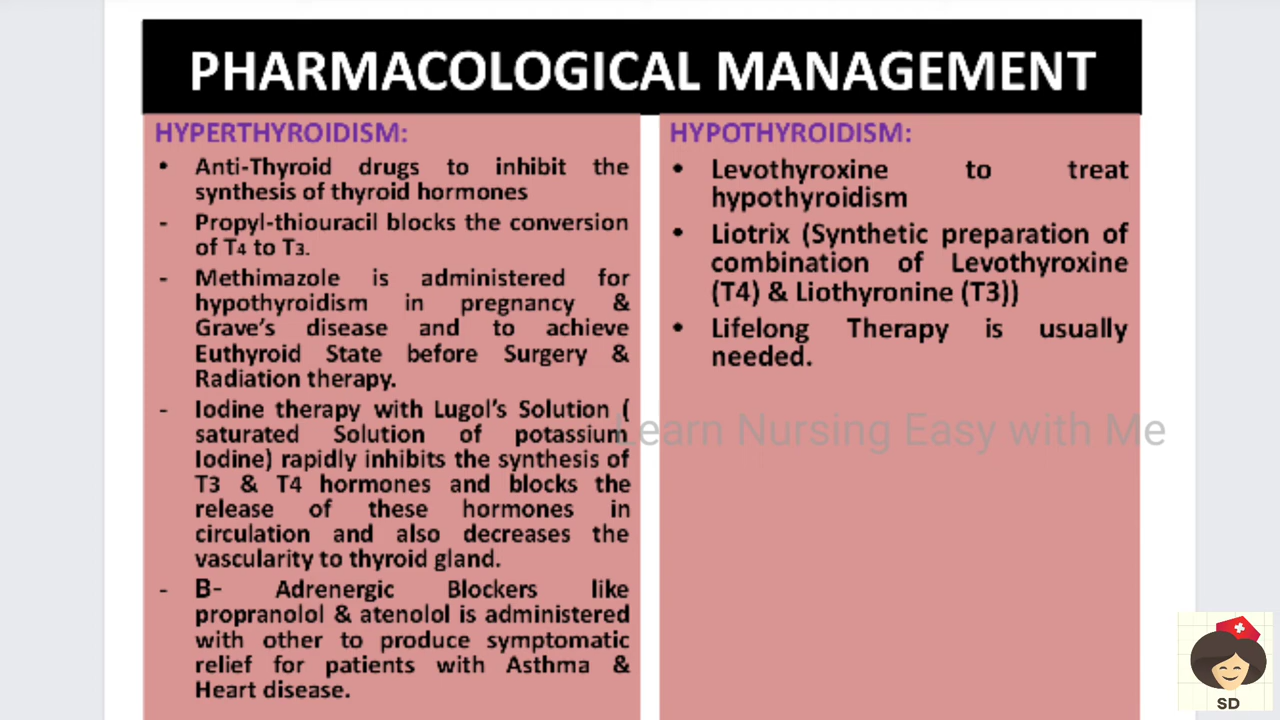 PHARMACOLOGICAL MANAGEMENT
HYPERTHYROIDISM:
• Anti-Thyroid drugs to inhibit the
synthesis of thyroid hormones
- Propyl-thiouracil blocks the conversion
of T4 to T3.
- Methimazole is administered for
hypothyroidism in pregnancy &
Grave's disease and to achieve
Euthyroid State before Surgery &
Radiation therapy.
- Iodine therapy with Lugol's Solution (
saturated Solution of potassium
Iodine) rapidly inhibits the synthesis of
T3 & T4 hormones and blocks the
release of these hormones in
circulation and also decreases the
vascularity to thyroid gland.
- B- Adrenergic Blockers like
propranolol & atenolol is administered
with other to produce symptomatic
relief for patients with Asthma &
Heart disease.
HYPOTHYROIDISM:
• Levothyroxine to treat
hypothyroidism
• Liotrix (Synthetic preparation of
combination of Levothyroxine
(T4) & Liothyronine (T3))
• Lifelong Therapy is usually
needed.
Learn Nursing Easy with Me
SD